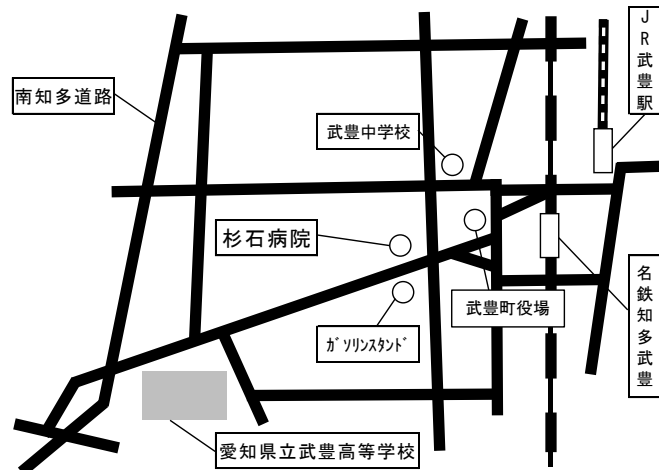 JR武豊駅
南知多道路
武豊中学校
杉石病院
武豊町役場
名鉄知多武豊
ｶﾞｿﾘﾝｽﾀﾝﾄﾞ
愛知県立武豊高等学校